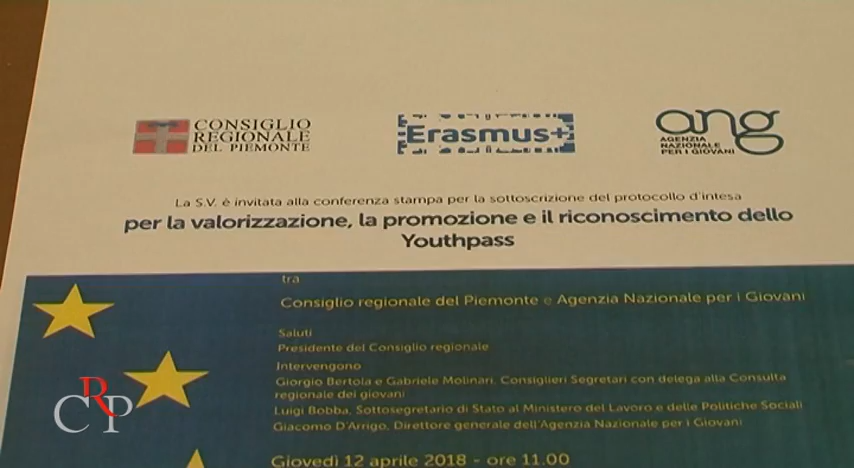 CONSIGLIO
REGIONALE
DEL PIEMONTE
Erasmus+
ang
AGENZIA
NAZIONALE
PER I GIOVANI
La S.V. è invitata alla conferenza stampa per la sottoscrizione del protocollo d'intesa
per la valorizzazione, la promozione e il riconoscimento dello
Youthpass
tra
Consiglio regionale del Piemonte e Agenzia Nazionale per i Giovani
Saluti
Presidente del Consiglio regionale
Intervengono
Giorgio Bertola e Gabriele Molinari, Consiglieri Segretari con delega alla Consulta
regionale dei giovani
Luigi Bobba, Sottosegretario di Stato al Ministero del Lavoro e delle Politiche Sociali
Giacomo D'Arrigo, Direttore generale dell'Agenzia Nazionale per i Giovani
Giovedì 12 aprile 2018 - ore 11.00
CRP